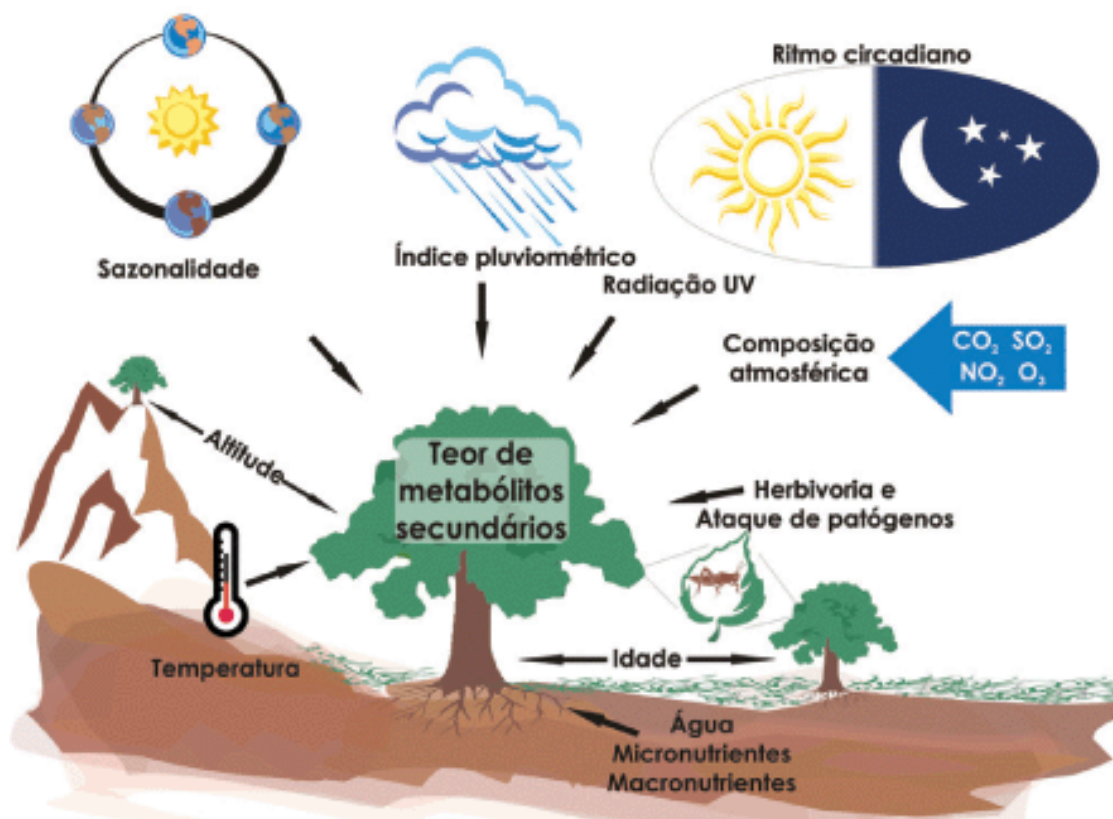 Ritmo circadiano
Sazonalidade
Índice pluviométrico
Radiação UV
Composição
atmosférica
CO₂ SO₂
NO₂ O₃
Altitude
Teor de
metabólitos
secundários
Herbivoria e
Ataque de patógenos
Temperatura
Idade
Água
Micronutrientes
Macronutrientes